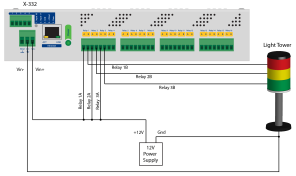 X-332
Light Tower
Vin-
Vin+
Relay 1B
Relay 2B
Relay 3B
Relay 1A
Relay 2A
Relay 3A
+12V
Gnd
12V
Power
Supply